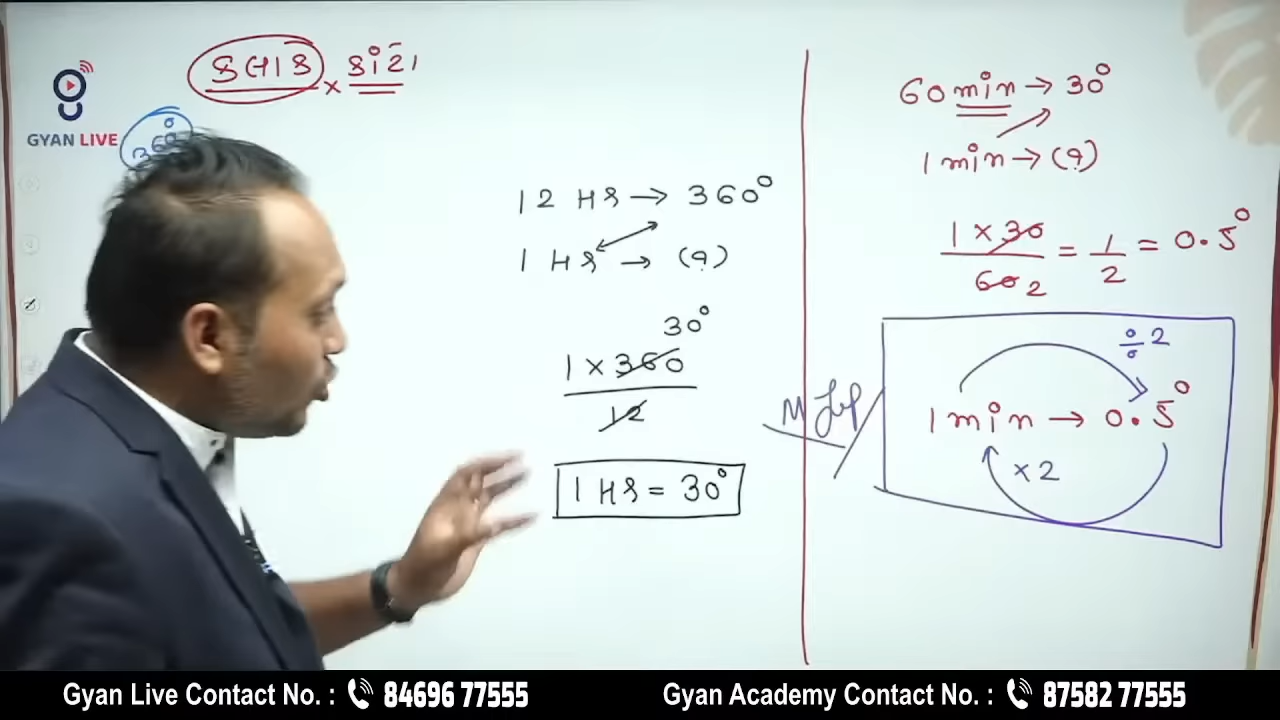 કલાક × કાંટા
GYAN LIVE
360°
12 Hr → 360°
1 Hr → (?)
30°
1 × 360
12
1 Hr = 30°
60 min → 30°
1 min → (?)
1 × 30 / 60 2 = 1/2 = 0.5°
÷ 2
1 min → 0.5°
× 2
Gyan Live Contact No. : 84696 77555
Gyan Academy Contact No. : 87582 77555